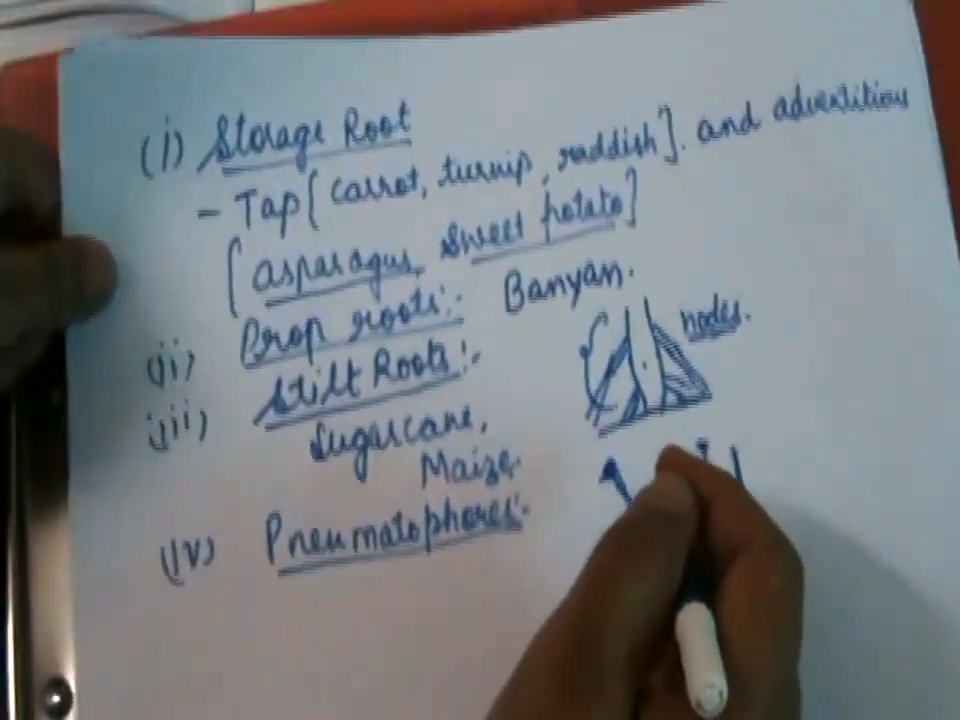 (i) Storage Root
- Tap [ carrot, turnip, raddish ]. and adventitious
[ asparagus, sweet potato ]
(ii) Prop roots:- Banyan.
(iii) Stilt Roots:-
nodes.
Sugarcane,
Maize.
(iv) Pneumatophores:-